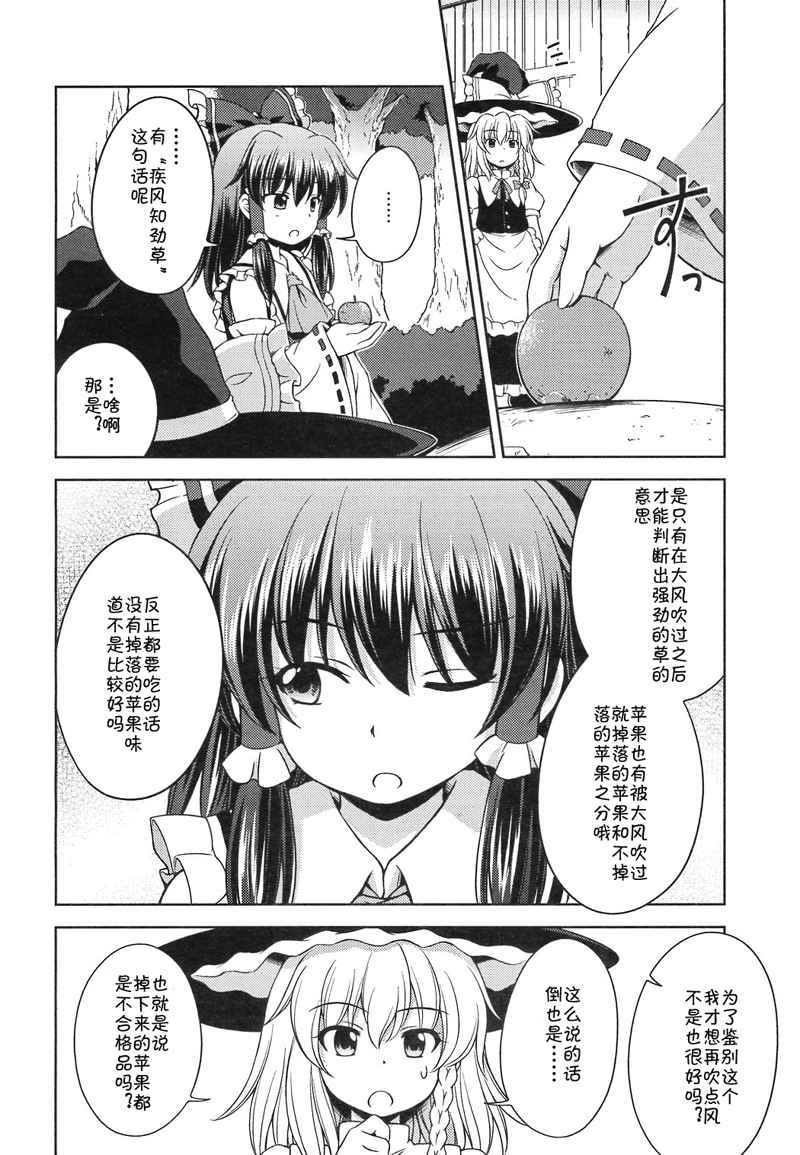 すっ
…
……
有“疾风知劲草”
这句话呢
…啥啊
那是?
是只有在大风吹过之后
才能判断出强劲的草的
意思
苹果也有被大风吹过
就掉落的苹果和不掉
落的苹果之分哦
反正都要吃的话
没有掉落的苹果味
道不是比较好吗
为了鉴别这个
我才想再吹点风
不是也很好吗?
这么说的话
倒也是……
也就是说
掉下来的苹果都
是不合格品吗?